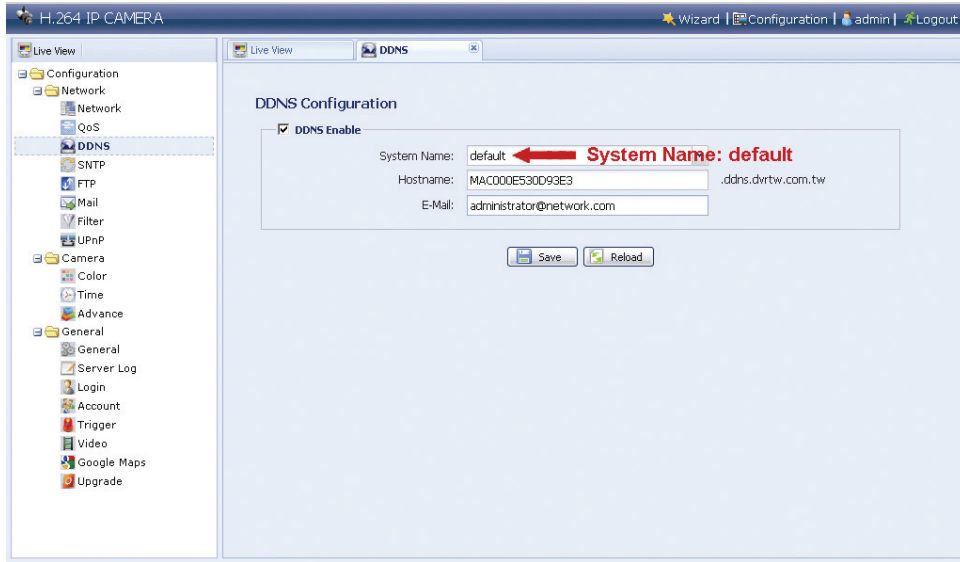 H.264 IP CAMERA
Wizard | Configuration | admin | Logout
Live View
Live View
DDNS
Configuration
Network
Network
QoS
DDNS
SNTP
FTP
Mail
Filter
UPnP
Camera
Color
Time
Advance
General
General
Server Log
Login
Account
Trigger
Video
Google Maps
Upgrade
DDNS Configuration
DDNS Enable
System Name: default
System Name: default
Hostname: MAC000E530D93E3 .ddns.dvrtw.com.tw
E-Mail: administrator@network.com
Save
Reload